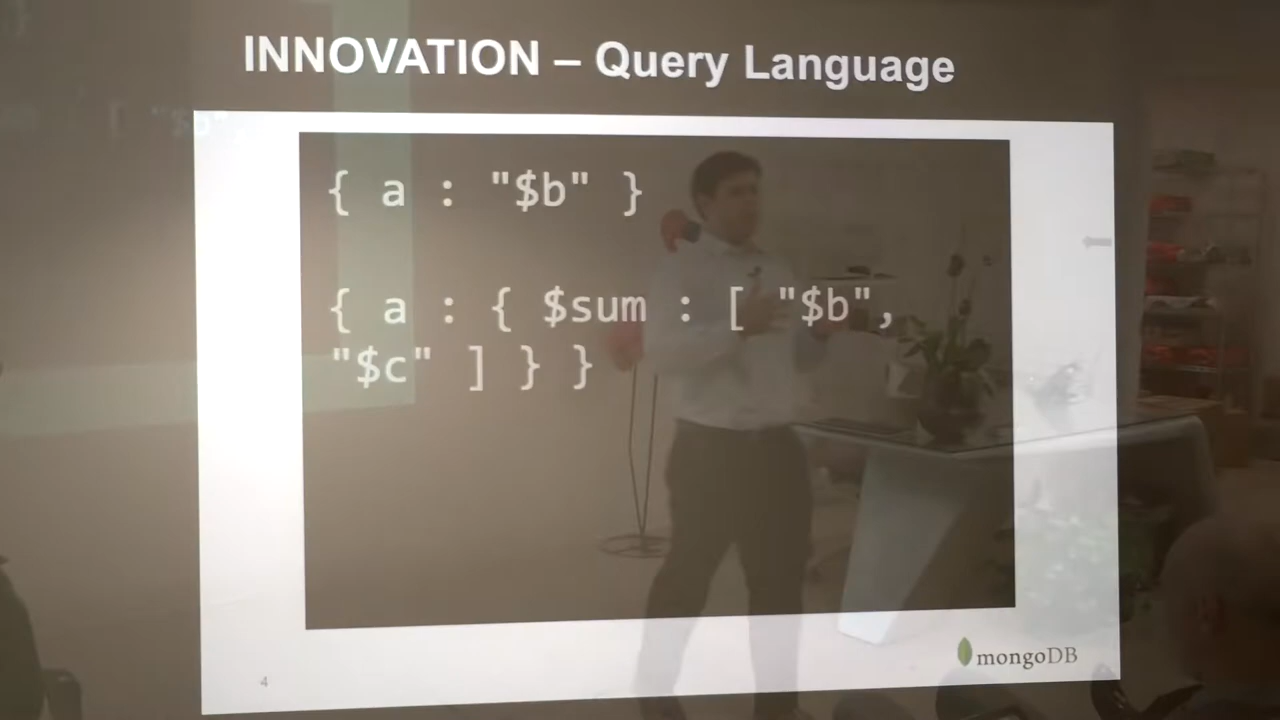 INNOVATION – Query Language
{ a : "$b" }
{ a : { $sum : [ "$b",
"$c" ] } }
mongoDB
4